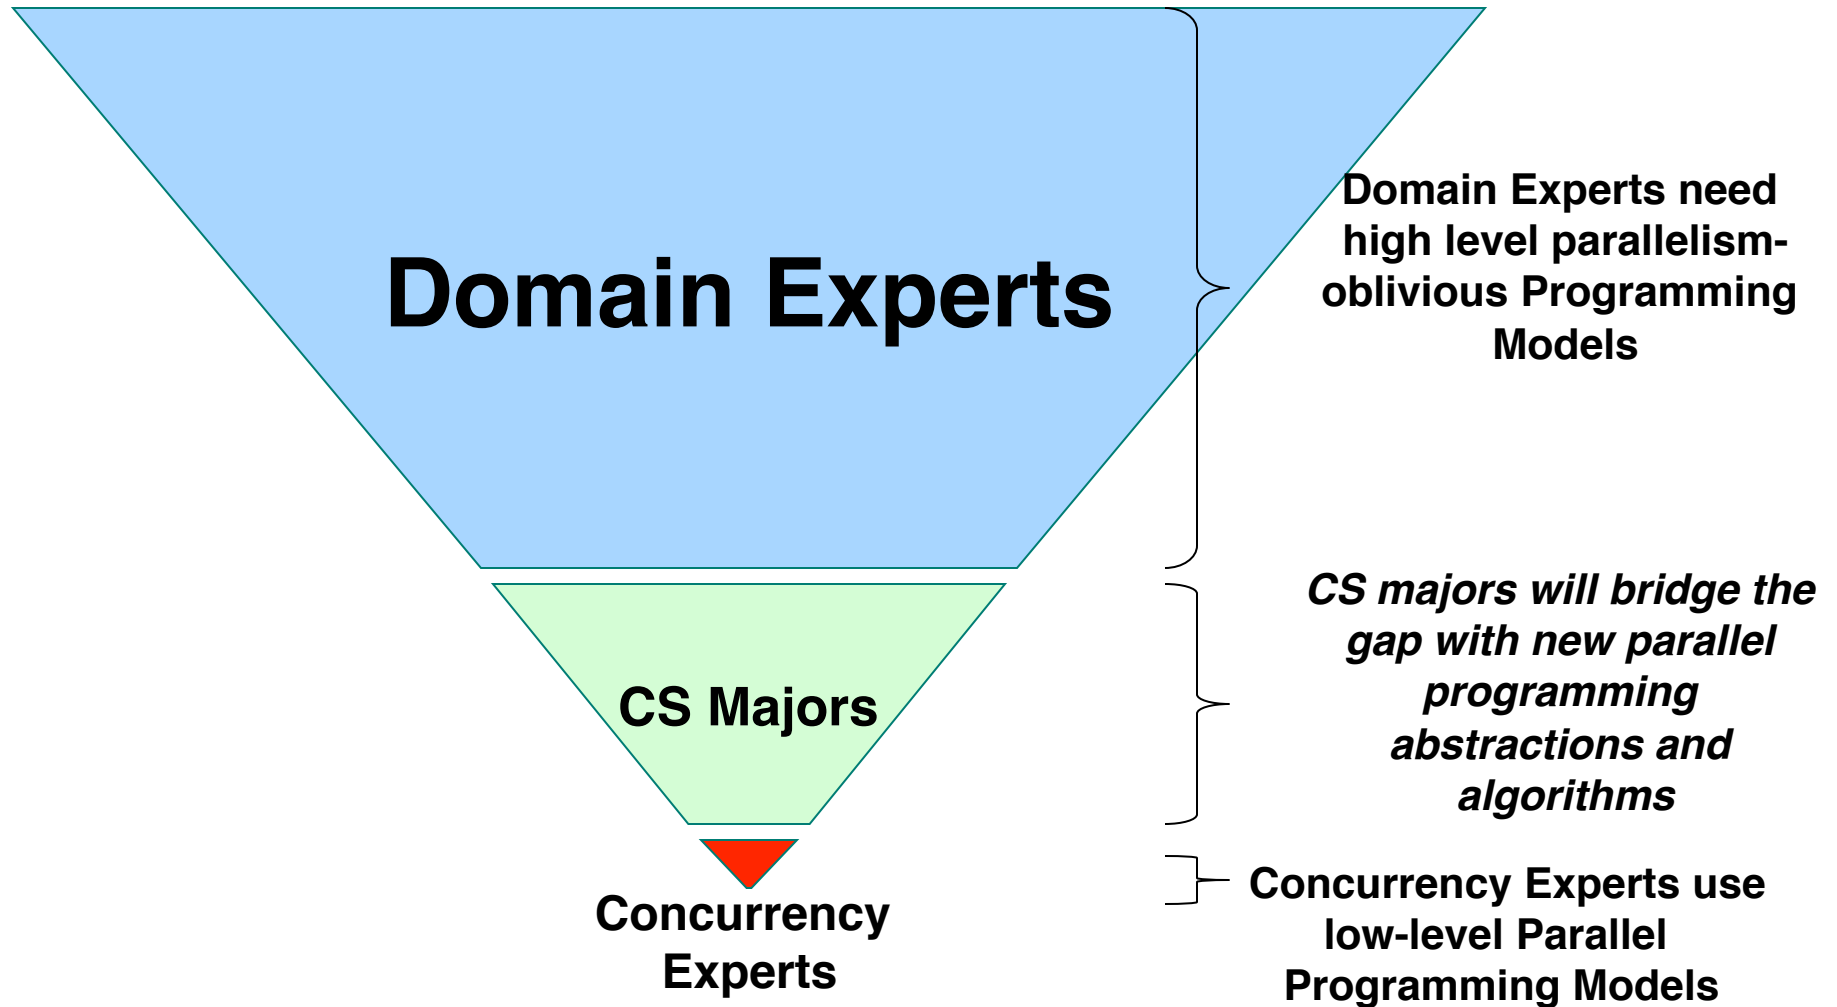 Domain Experts
Domain Experts need
high level parallelism-
oblivious Programming
Models
CS Majors
CS majors will bridge the
gap with new parallel
programming
abstractions and
algorithms
Concurrency
Experts
Concurrency Experts use
low-level Parallel
Programming Models